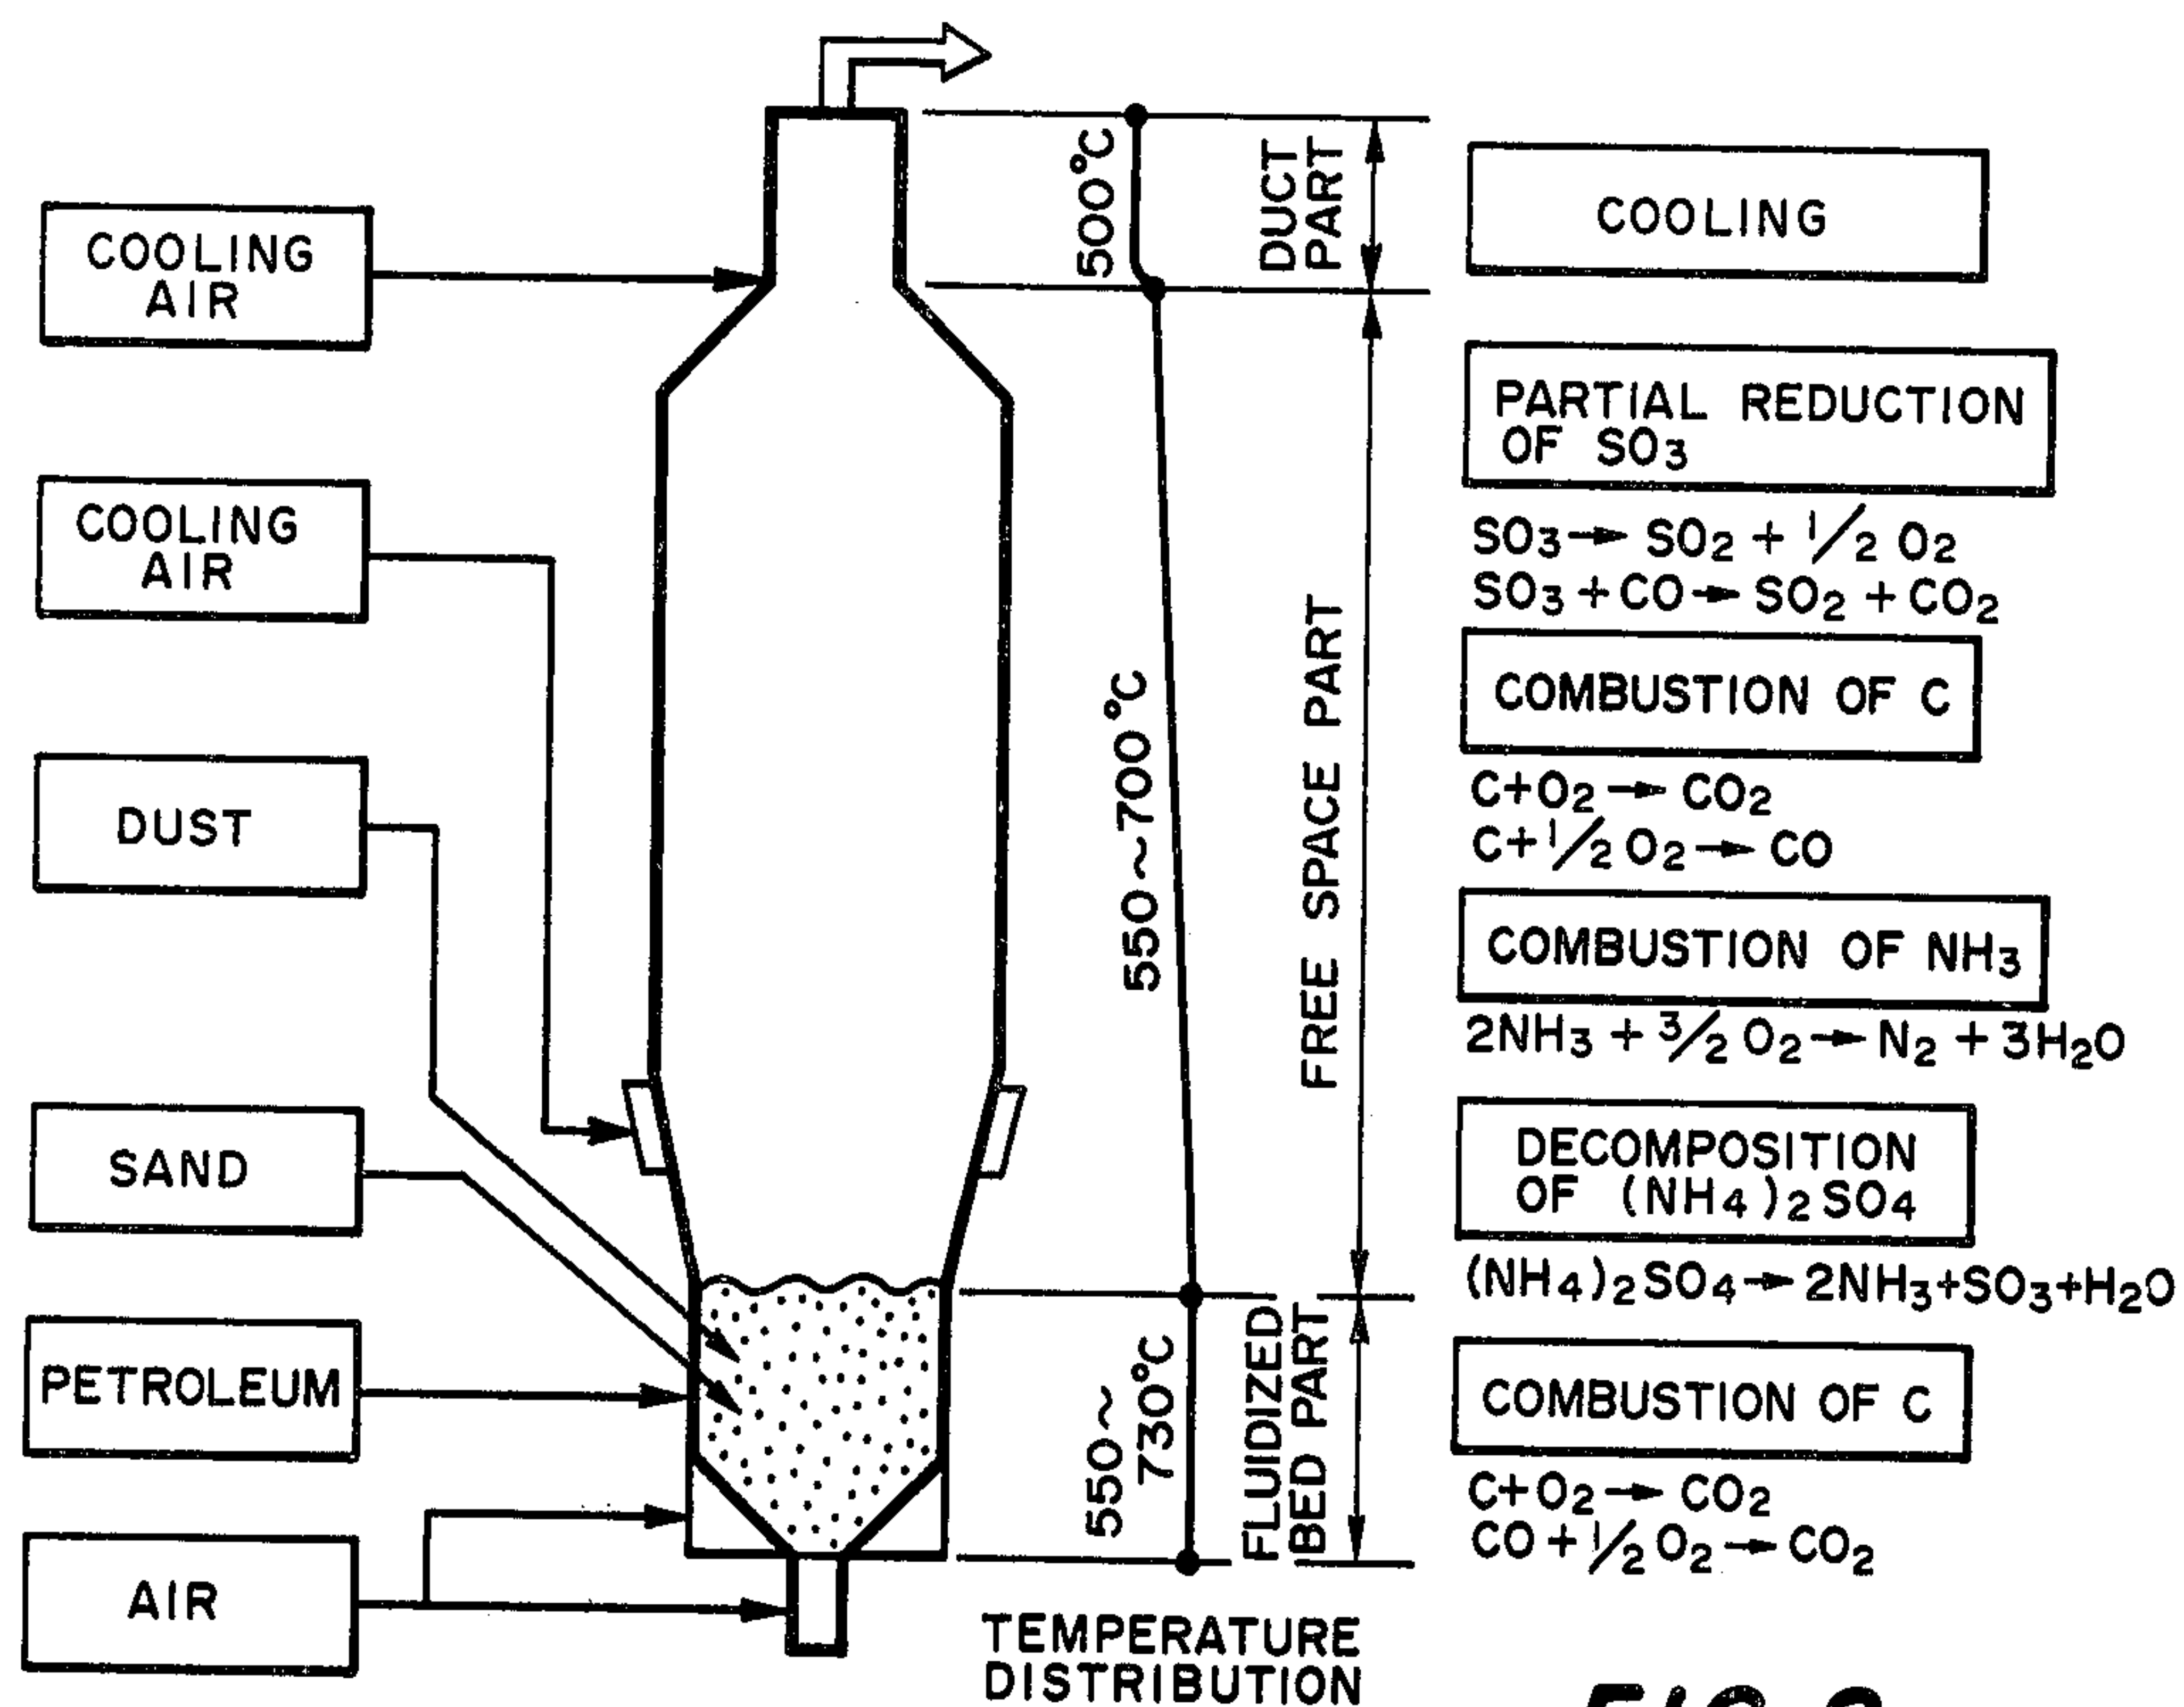 COOLING
AIR
COOLING
AIR
DUST
SAND
PETROLEUM
AIR
500°C
550~700°C
550~
730°C
TEMPERATURE
DISTRIBUTION
DUCT
PART
FREE SPACE PART
FLUIDIZED
BED PART
COOLING
PARTIAL REDUCTION
OF SO3
SO3→ SO2 + 1/2 O2
SO3 + CO→ SO2 + CO2
COMBUSTION OF C
C+O2→ CO2
C+1/2 O2→ CO
COMBUSTION OF NH3
2NH3 + 3/2 O2→ N2 + 3H2O
DECOMPOSITION
OF (NH4)2SO4
(NH4)2SO4→ 2NH3+SO3+H2O
COMBUSTION OF C
C+O2→ CO2
CO+1/2 O2→ CO2